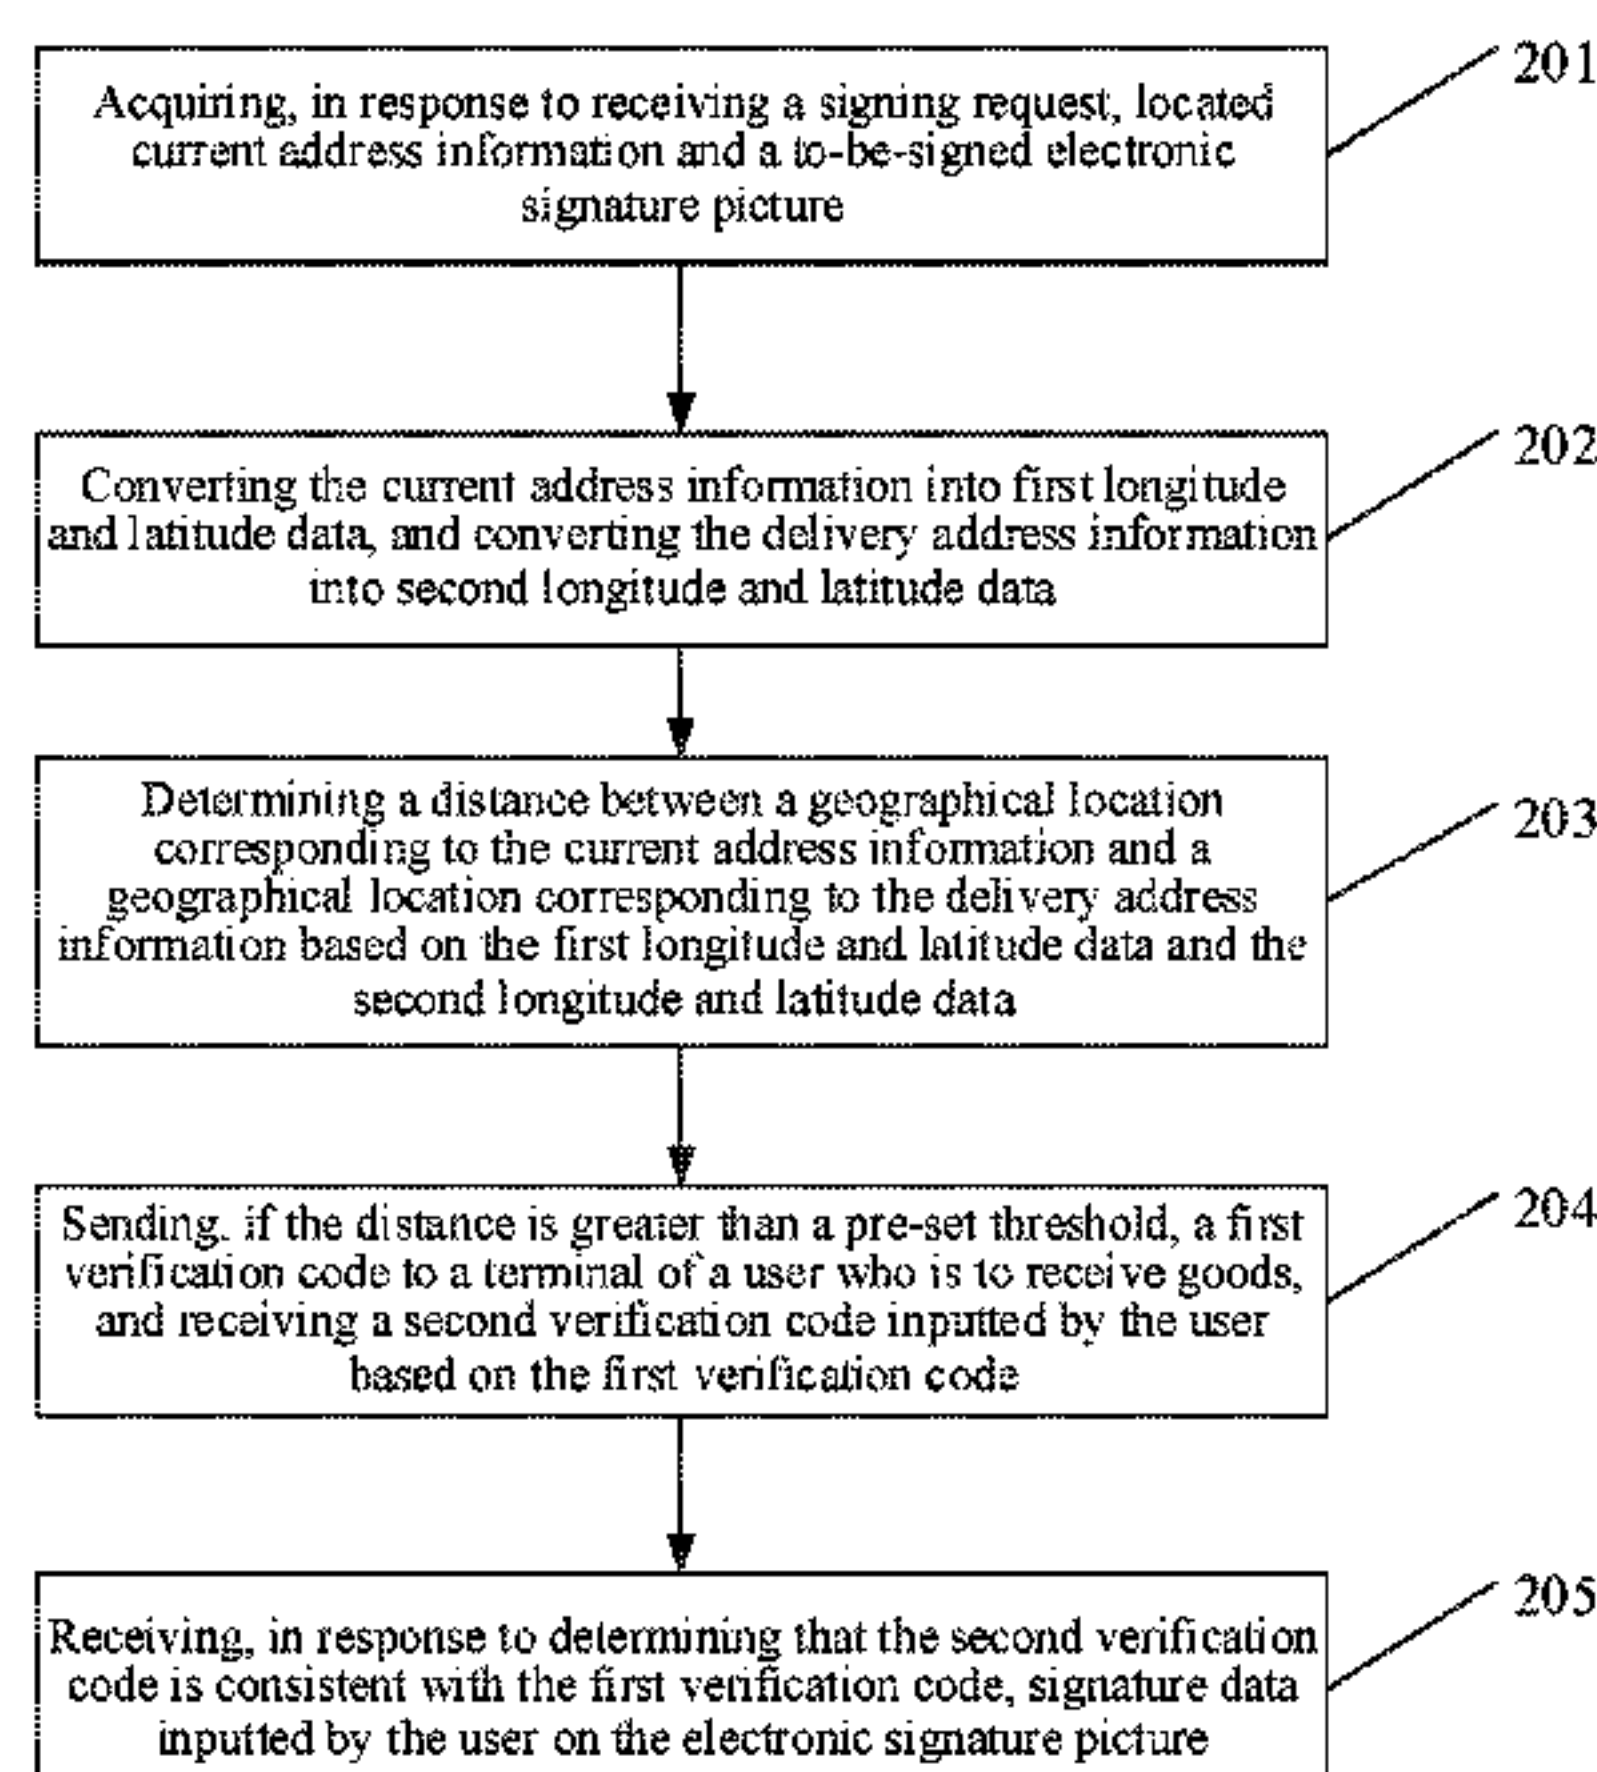 Acquiring, in response to receiving a signing request, located
current address information and a to-be-signed electronic
signature picture
201
Converting the current address information into first longitude
and latitude data, and converting the delivery address information
into second longitude and latitude data
202
Determining a distance between a geographical location
corresponding to the current address information and a
geographical location corresponding to the delivery address
information based on the first longitude and latitude data and the
second longitude and latitude data
203
Sending, if the distance is greater than a pre-set threshold, a first
verification code to a terminal of a user who is to receive goods,
and receiving a second verification code inputted by the user
based on the first verification code
204
Receiving, in response to determining that the second verification
code is consistent with the first verification code, signature data
inputted by the user on the electronic signature picture
205